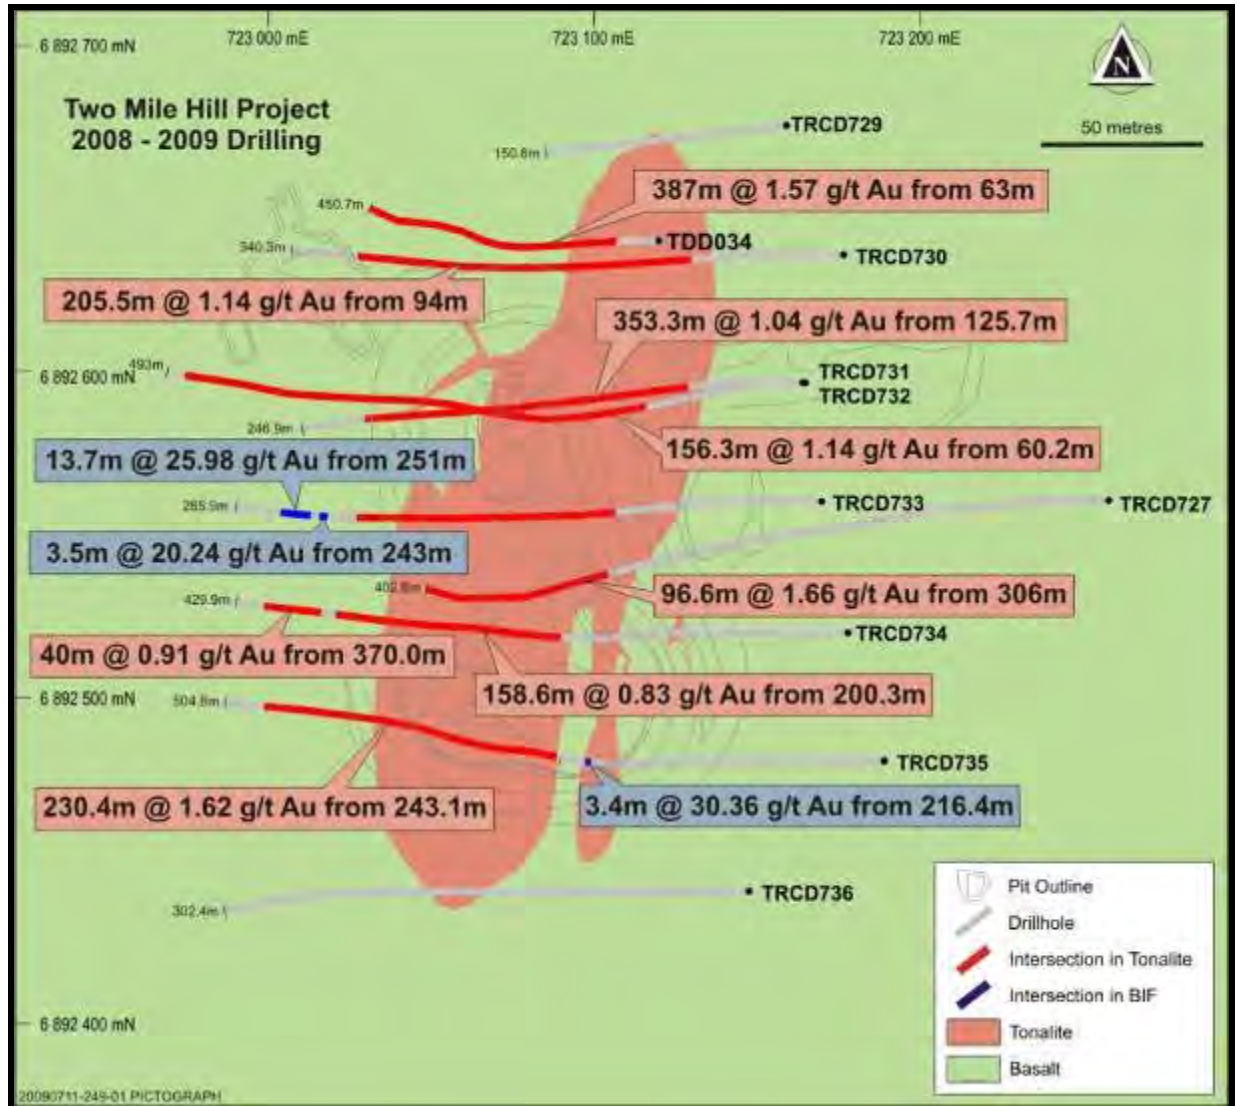 6 892 700 mN
723 000 mE
723 100 mE
723 200 mE
N
Two Mile Hill Project
2008 - 2009 Drilling
50 metres
TRCD729
150.6m
387m @ 1.57 g/t Au from 63m
450.7m
TDD034
340.3m
TRCD730
205.5m @ 1.14 g/t Au from 94m
353.3m @ 1.04 g/t Au from 125.7m
493m
6 892 600 mN
TRCD731
TRCD732
246.9m
156.3m @ 1.14 g/t Au from 60.2m
13.7m @ 25.98 g/t Au from 251m
TRCD733
TRCD727
3.5m @ 20.24 g/t Au from 243m
429.9m
96.6m @ 1.66 g/t Au from 306m
TRCD734
40m @ 0.91 g/t Au from 370.0m
158.6m @ 0.83 g/t Au from 200.3m
6 892 500 mN
504.8m
TRCD735
230.4m @ 1.62 g/t Au from 243.1m
3.4m @ 30.36 g/t Au from 216.4m
TRCD736
302.4m
Pit Outline
Drillhole
Intersection in Tonalite
Intersection in BIF
Tonalite
Basalt
6 892 400 mN
20090711-249-01 PICTOGRAPH